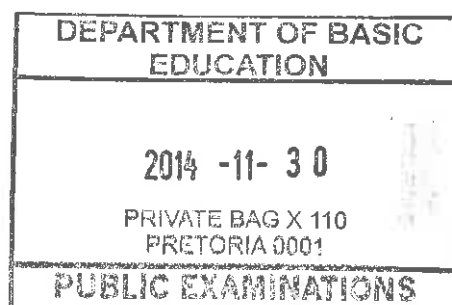 DEPARTMENT OF BASIC
EDUCATION
2014 -11- 30
PRIVATE BAG X 110
PRETORIA 0001
PUBLIC EXAMINATIONS